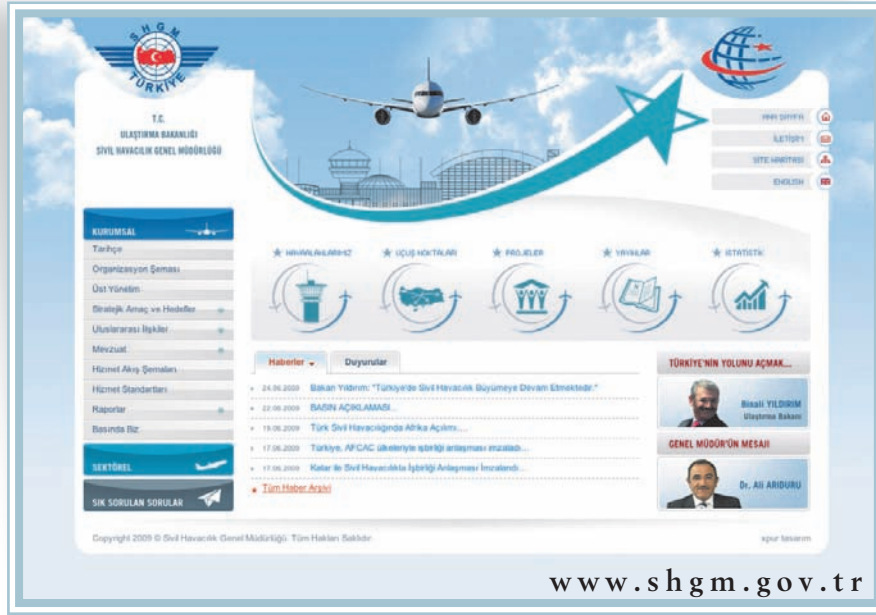 SHGM
TÜRKİYE
T.C.
ULAŞTIRMA BAKANLIĞI
SİVİL HAVACILIK GENEL MÜDÜRLÜĞÜ
ANA SAYFA
İLETİŞİM
SİTE HARİTASI
ENGLISH
KURUMSAL
Tarihçe
Organizasyon Şeması
Üst Yönetim
Stratejik Amaç ve Hedefler
Uluslararası İlişkiler
Mevzuat
Hizmet Akış Şemaları
Hizmet Standartları
Raporlar
Basında Biz
SEKTÖREL
SIK SORULAN SORULAR
HAVAALANLARIMIZ
UÇUŞ NOKTALARI
PROJELER
YAYINLAR
İSTATİSTİK
Haberler
Duyurular
24.06.2009 Bakan Yıldırım: "Türkiye'de Sivil Havacılık Büyümeye Devam Etmektedir."
22.06.2009 BASIN AÇIKLAMASI...
19.06.2009 Türk Sivil Havacılığında Afrika Açılımı....
17.06.2009 Türkiye, AFCAC ülkeleriyle işbirliği anlaşması imzaladı...
17.06.2009 Katar ile Sivil Havacılıkta İşbirliği Anlaşması İmzalandı...
Tüm Haber Arşivi
TÜRKİYE'NİN YOLUNU AÇMAK...
Binali YILDIRIM
Ulaştırma Bakanı
GENEL MÜDÜR'ÜN MESAJI
Dr. Ali ARIDURU
Copyright 2009 © Sivil Havacılık Genel Müdürlüğü. Tüm Hakları Saklıdır.
spur tasarım
www.shgm.gov.tr